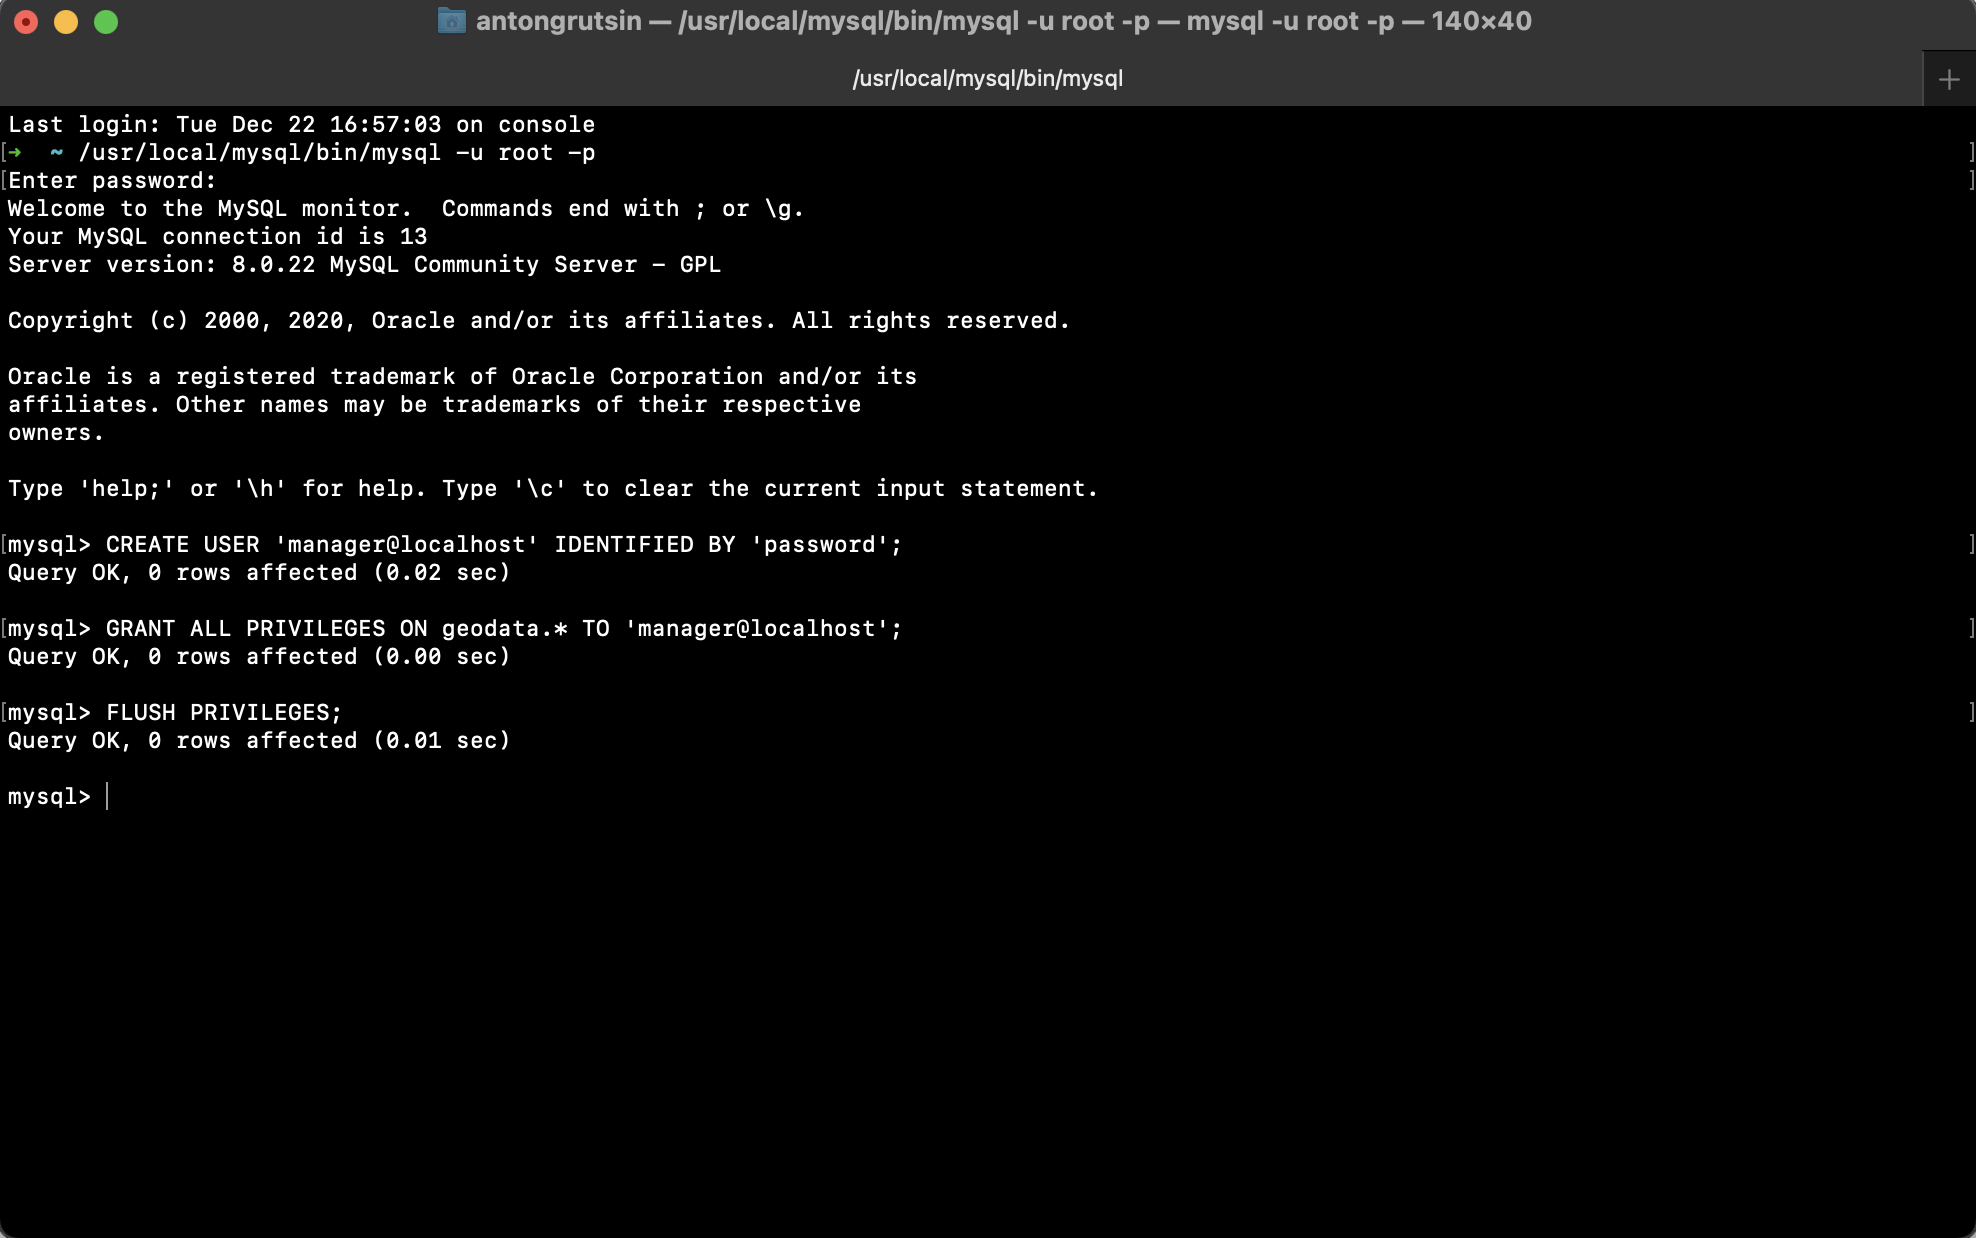 antongrutsin — /usr/local/mysql/bin/mysql -u root -p — mysql -u root -p — 140×40
/usr/local/mysql/bin/mysql
Last login: Tue Dec 22 16:57:03 on console
[➜  ~ /usr/local/mysql/bin/mysql -u root -p ]
[Enter password: ]
Welcome to the MySQL monitor.  Commands end with ; or \g.
Your MySQL connection id is 13
Server version: 8.0.22 MySQL Community Server - GPL
Copyright (c) 2000, 2020, Oracle and/or its affiliates. All rights reserved.
Oracle is a registered trademark of Oracle Corporation and/or its
affiliates. Other names may be trademarks of their respective
owners.
Type 'help;' or '\h' for help. Type '\c' to clear the current input statement.
[mysql> CREATE USER 'manager@localhost' IDENTIFIED BY 'password'; ]
Query OK, 0 rows affected (0.02 sec)
[mysql> GRANT ALL PRIVILEGES ON geodata.* TO 'manager@localhost'; ]
Query OK, 0 rows affected (0.00 sec)
[mysql> FLUSH PRIVILEGES; ]
Query OK, 0 rows affected (0.01 sec)
mysql>